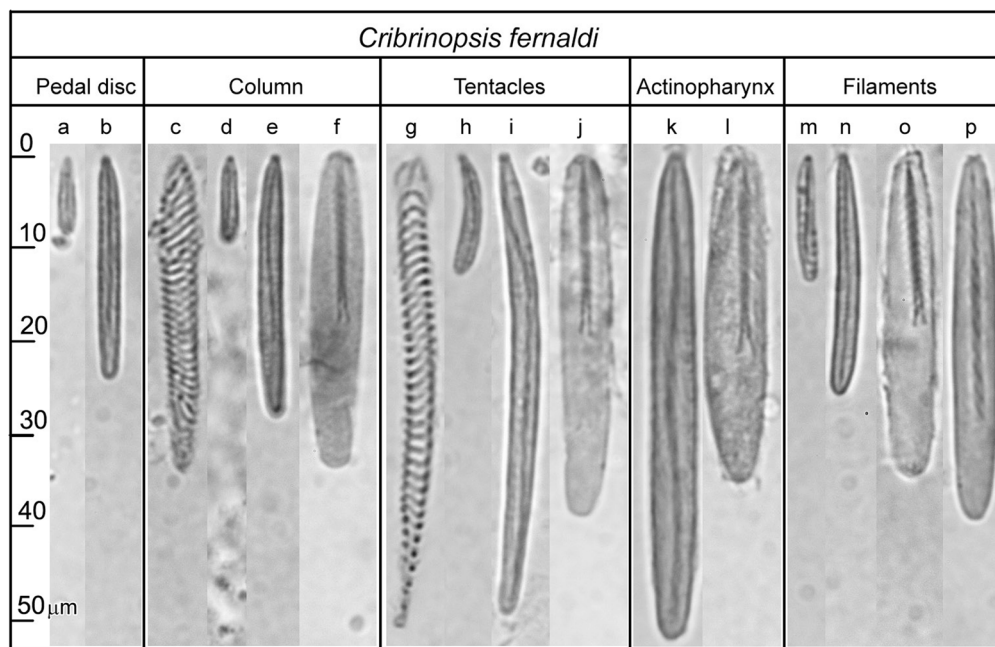 Cribrinopsis fernaldi
Pedal disc Column Tentacles Actinopharynx Filaments
a b c d e f g h i j k l m n o p
0
10
20
30
40
50 µm